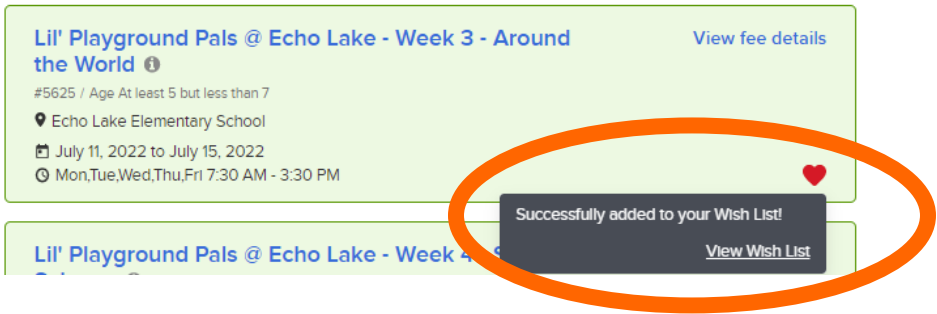 Lil' Playground Pals @ Echo Lake - Week 3 - Around
the World
View fee details
#5625 / Age At least 5 but less than 7
Echo Lake Elementary School
July 11, 2022 to July 15, 2022
Mon,Tue,Wed,Thu,Fri 7:30 AM - 3:30 PM
Successfully added to your Wish List!
View Wish List
Lil' Playground Pals @ Echo Lake - Week 4